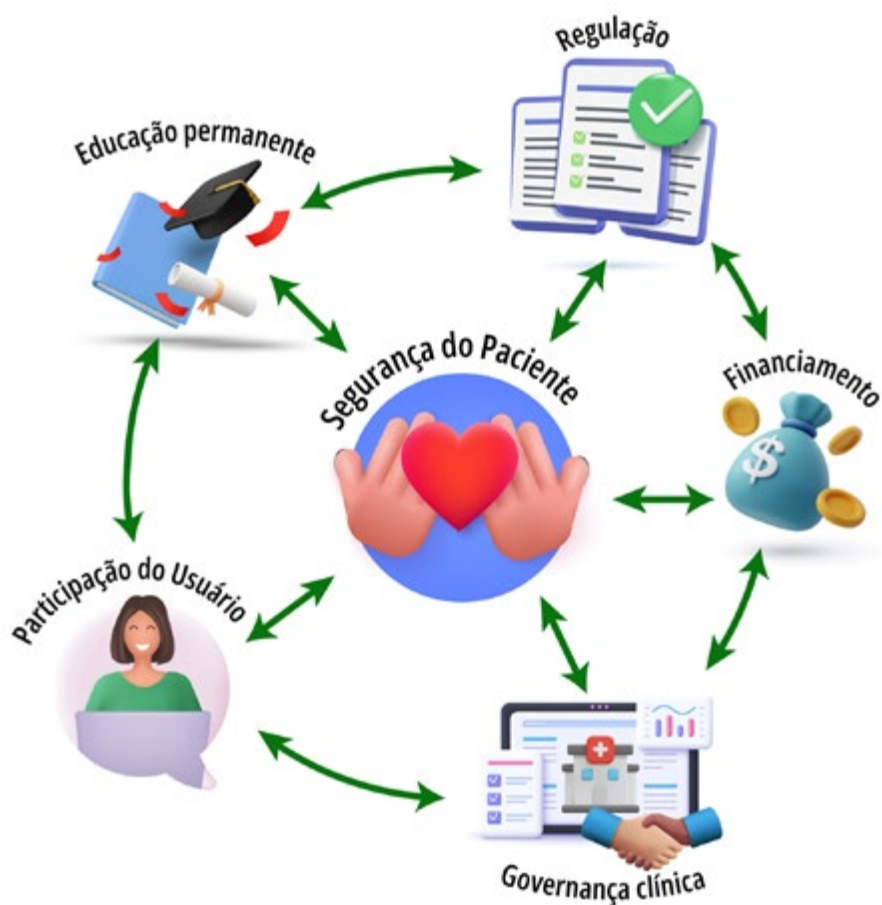 Regulação
Educação permanente
Segurança do Paciente
Financiamento
$
Participação do Usuário
Governança clínica